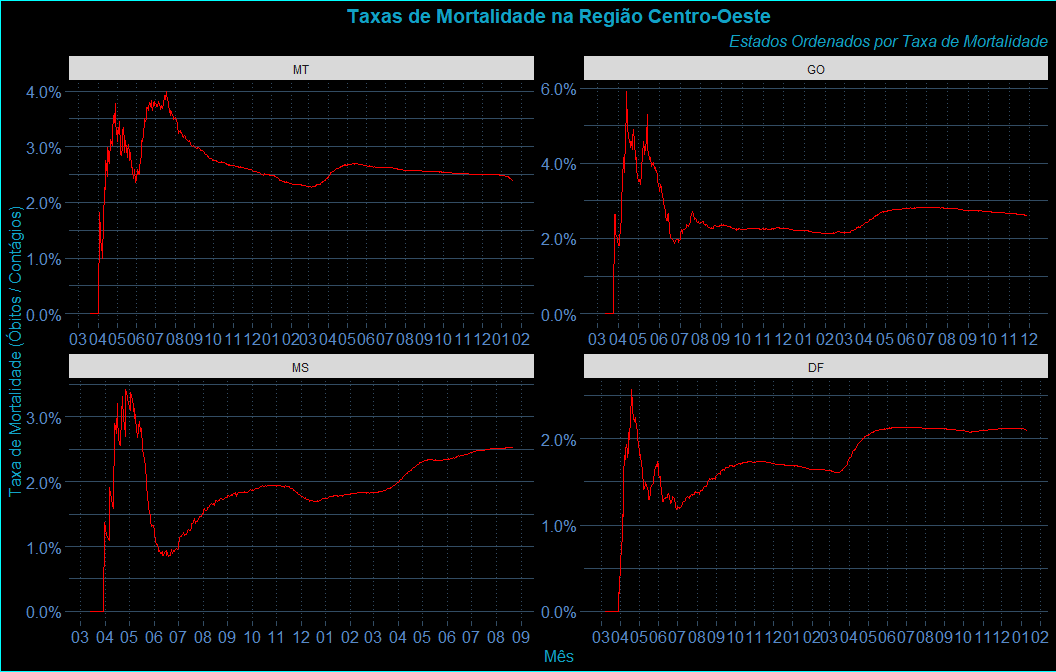 Taxas de Mortalidade na Região Centro-Oeste
Estados Ordenados por Taxa de Mortalidade
Taxa de Mortalidade (Óbitos / Contágios)
MT
4.0%
3.0%
2.0%
1.0%
0.0%
03 04 05 06 07 08 09 10 11 12 01 02 03 04 05 06 07 08 09 10 11 12 01 02
GO
6.0%
4.0%
2.0%
0.0%
03 04 05 06 07 08 09 10 11 12 01 02 03 04 05 06 07 08 09 10 11 12
MS
3.0%
2.0%
1.0%
0.0%
03 04 05 06 07 08 09 10 11 12 01 02 03 04 05 06 07 08 09
DF
2.0%
1.0%
0.0%
03 04 05 06 07 08 09 10 11 12 02 03 04 05 06 07 08 09 10 11 12 01 02
Mês